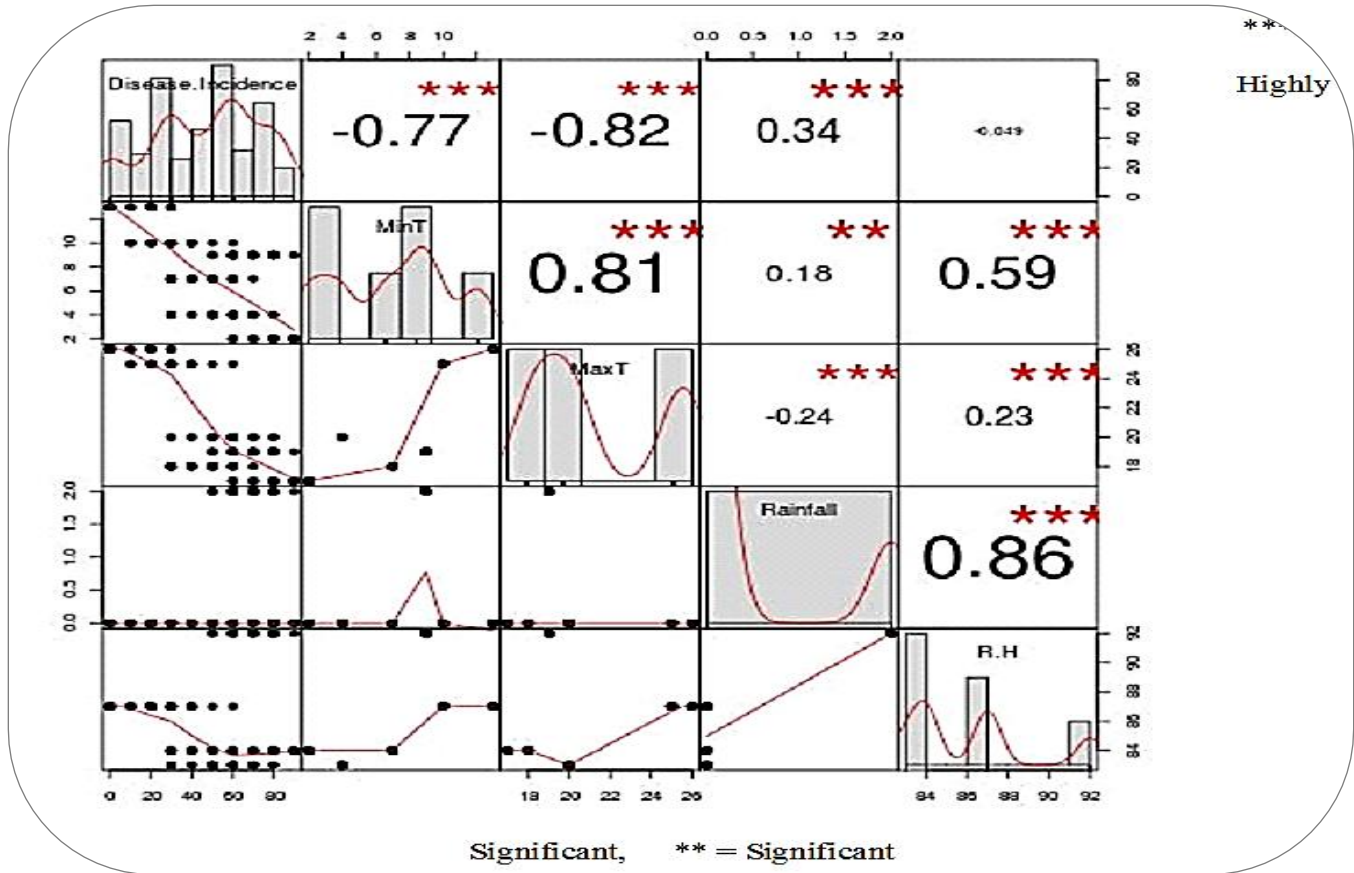 2 4 6 8 10 0.0 0.5 1.0 1.5 2.0
***
Highly
Disease.Incidence *** *** ***
-0.77 -0.82 0.34 -0.049
0 20 40 60 80
MinT *** ** ***
0.81 0.18 0.59
2 4 6 8 10
MaxT *** ***
-0.24 0.23
18 20 22 24 26
Rainfall ***
0.86
0.0 0.5 1.0 1.5 2.0
R.H
84 86 88 90 92
0 20 40 60 80 18 20 22 24 26 84 86 88 90 92
Significant, ** = Significant